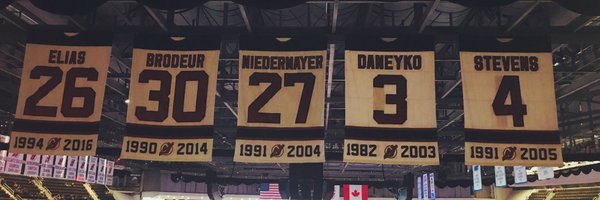 ELIAS
26
1994 2016
BRODEUR
30
1990 2014
NIEDERMAYER
27
1991 2004
DANEYKO
3
1982 2003
STEVENS
4
1991 2005